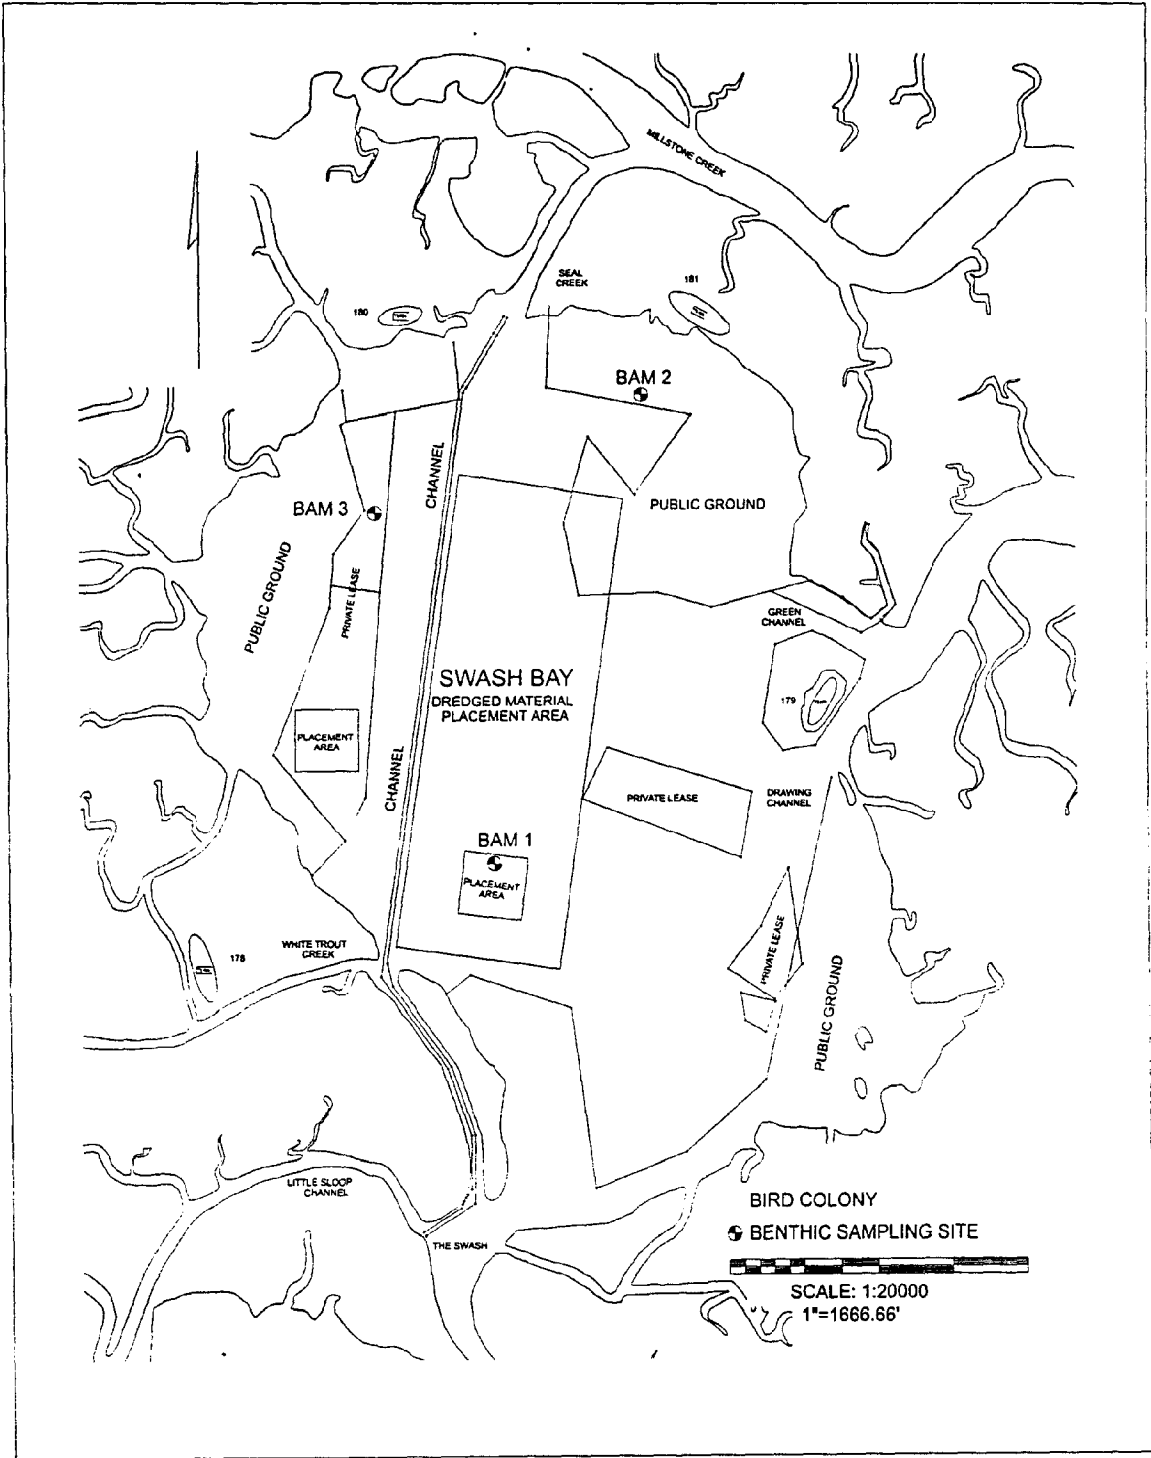 MILLSTONE CREEK
SEAL
CREEK
181
180
BAM 2
CHANNEL
BAM 3
PUBLIC GROUND
PUBLIC GROUND
PRIVATE LEASE
GREEN
CHANNEL
SWASH BAY
DREDGED MATERIAL
PLACEMENT AREA
179
PLACEMENT
AREA
CHANNEL
PRIVATE LEASE
DRAWING
CHANNEL
BAM 1
PLACEMENT
AREA
PRIVATE LEASE
WHITE TROUT
CREEK
178
PUBLIC GROUND
LITTLE SLOOP
CHANNEL
THE SWASH
BIRD COLONY
BENTHIC SAMPLING SITE
SCALE: 1:20000
1"=1666.66'